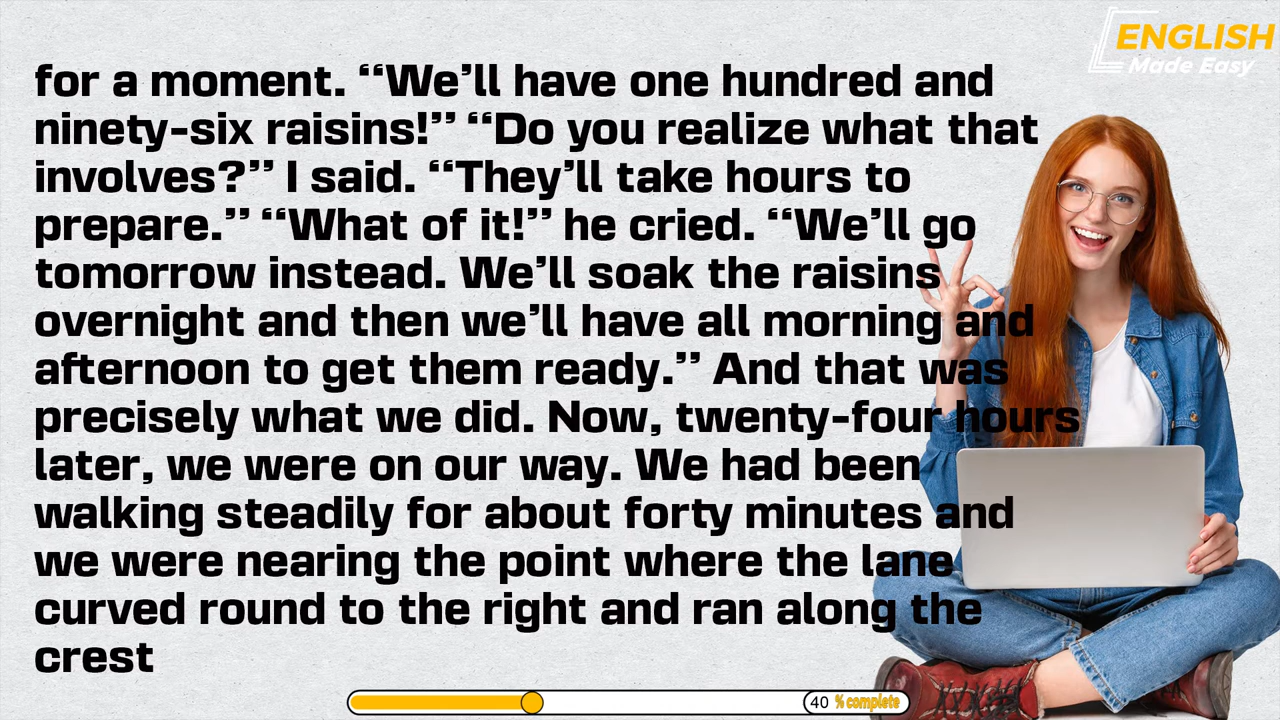 ENGLISH
Made Easy
for a moment. “We’ll have one hundred and
ninety-six raisins!” “Do you realize what that
involves?” I said. “They’ll take hours to
prepare.” “What of it!” he cried. “We’ll go
tomorrow instead. We’ll soak the raisins
overnight and then we’ll have all morning and
afternoon to get them ready.” And that was
precisely what we did. Now, twenty-four hours
later, we were on our way. We had been
walking steadily for about forty minutes and
we were nearing the point where the lane
curved round to the right and ran along the
crest
40 % complete